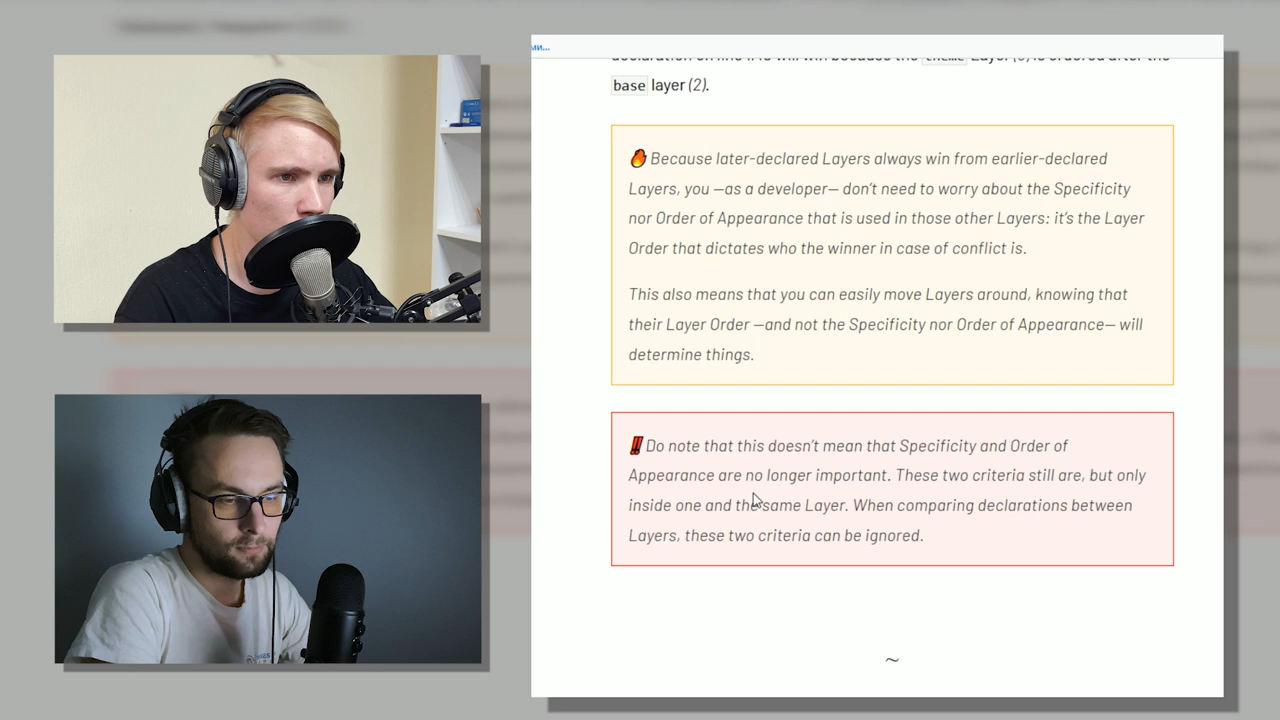 ми...
base layer (2).
Because later-declared Layers always win from earlier-declared
Layers, you —as a developer— don't need to worry about the Specificity
nor Order of Appearance that is used in those other Layers: it's the Layer
Order that dictates who the winner in case of conflict is.
This also means that you can easily move Layers around, knowing that
their Layer Order —and not the Specificity nor Order of Appearance— will
determine things.
Do note that this doesn't mean that Specificity and Order of
Appearance are no longer important. These two criteria still are, but only
inside one and the same Layer. When comparing declarations between
Layers, these two criteria can be ignored.
~